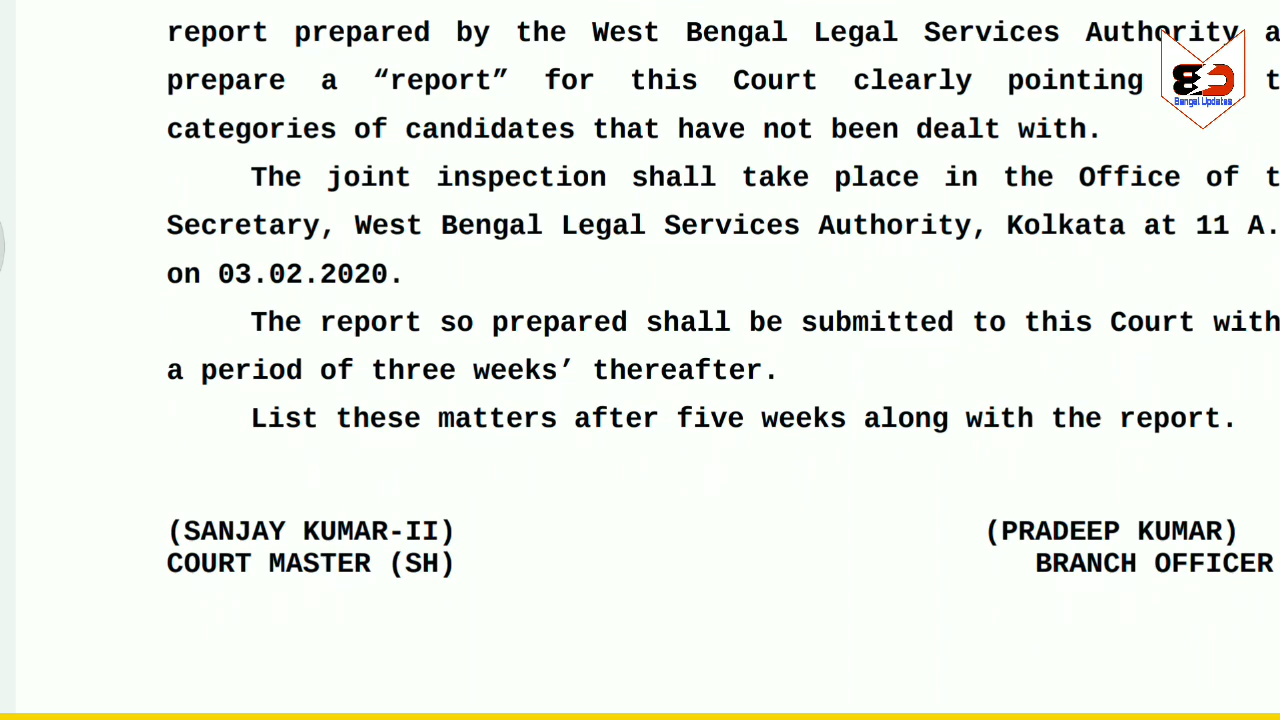 report prepared by the West Bengal Legal Services Authority a
prepare a “report” for this Court clearly pointing t
categories of candidates that have not been dealt with.
The joint inspection shall take place in the Office of t
Secretary, West Bengal Legal Services Authority, Kolkata at 11 A.
on 03.02.2020.
The report so prepared shall be submitted to this Court with
a period of three weeks’ thereafter.
List these matters after five weeks along with the report.
(SANJAY KUMAR-II) (PRADEEP KUMAR)
COURT MASTER (SH) BRANCH OFFICER
Bengal Updates